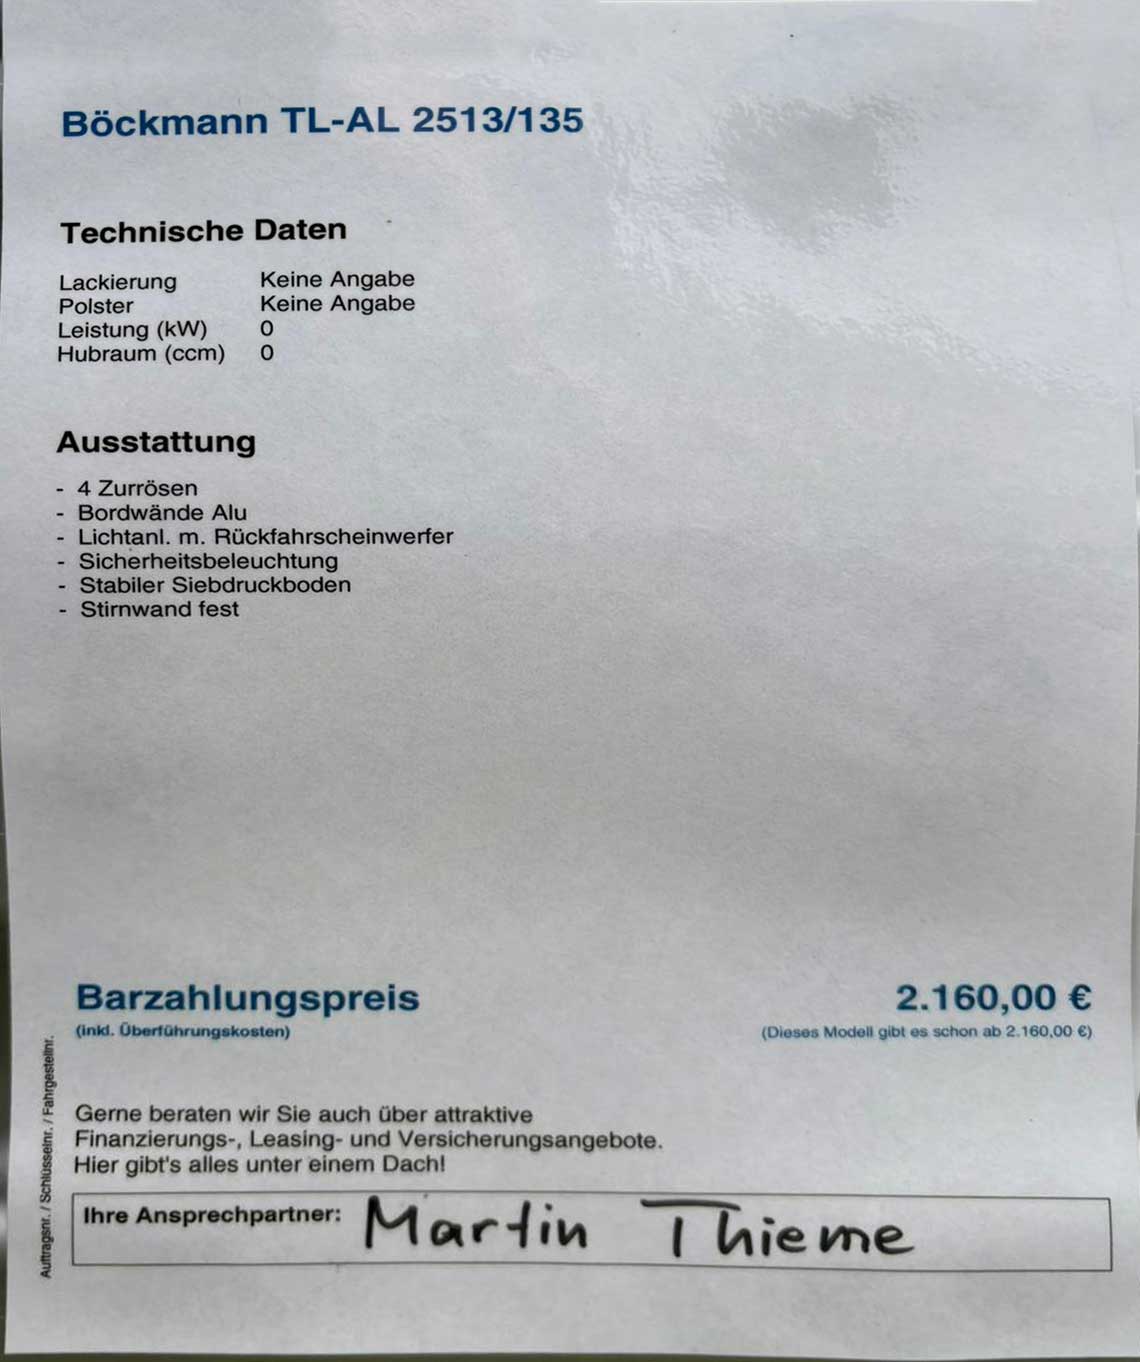 Böckmann TL-AL 2513/135
Technische Daten
Lackierung Keine Angabe
Polster Keine Angabe
Leistung (kW) 0
Hubraum (ccm) 0
Ausstattung
- 4 Zurrösen
- Bordwände Alu
- Lichtanl. m. Rückfahrscheinwerfer
- Sicherheitsbeleuchtung
- Stabiler Siebdruckboden
- Stirnwand fest
Barzahlungspreis 2.160,00 €
(inkl. Überführungskosten) (Dieses Modell gibt es schon ab 2.160,00 €)
Gerne beraten wir Sie auch über attraktive
Finanzierungs-, Leasing- und Versicherungsangebote.
Hier gibt's alles unter einem Dach!
Ihre Ansprechpartner: Martin Thieme
Auftragsnr. / Schlüsselnr. / Fahrgestellnr.